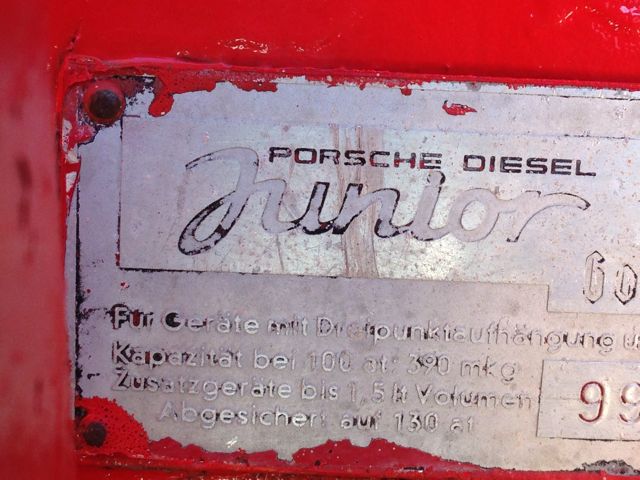 PORSCHE DIESEL
Junior
60
Für Geräte mit Dreipunktaufhängung u
Kapazität bei 100 at: 390 mkg
Zusatzgeräte bis 1,5 lt Volumen
99
Abgesichert auf 130 at